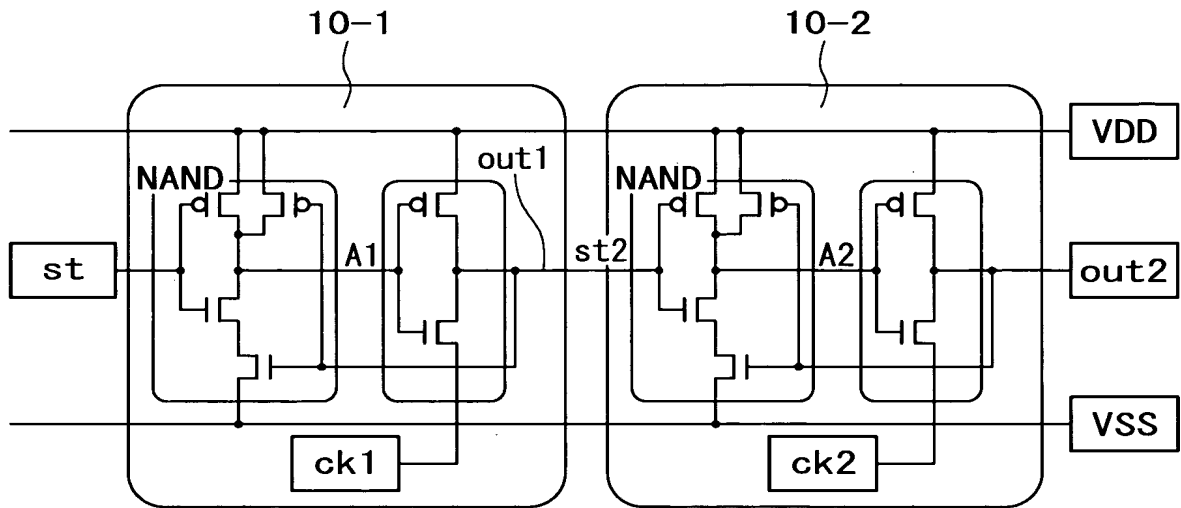 10-1
10-2
VDD
out1
NAND
NAND
st
A1
st2
A2
out2
VSS
ck1
ck2